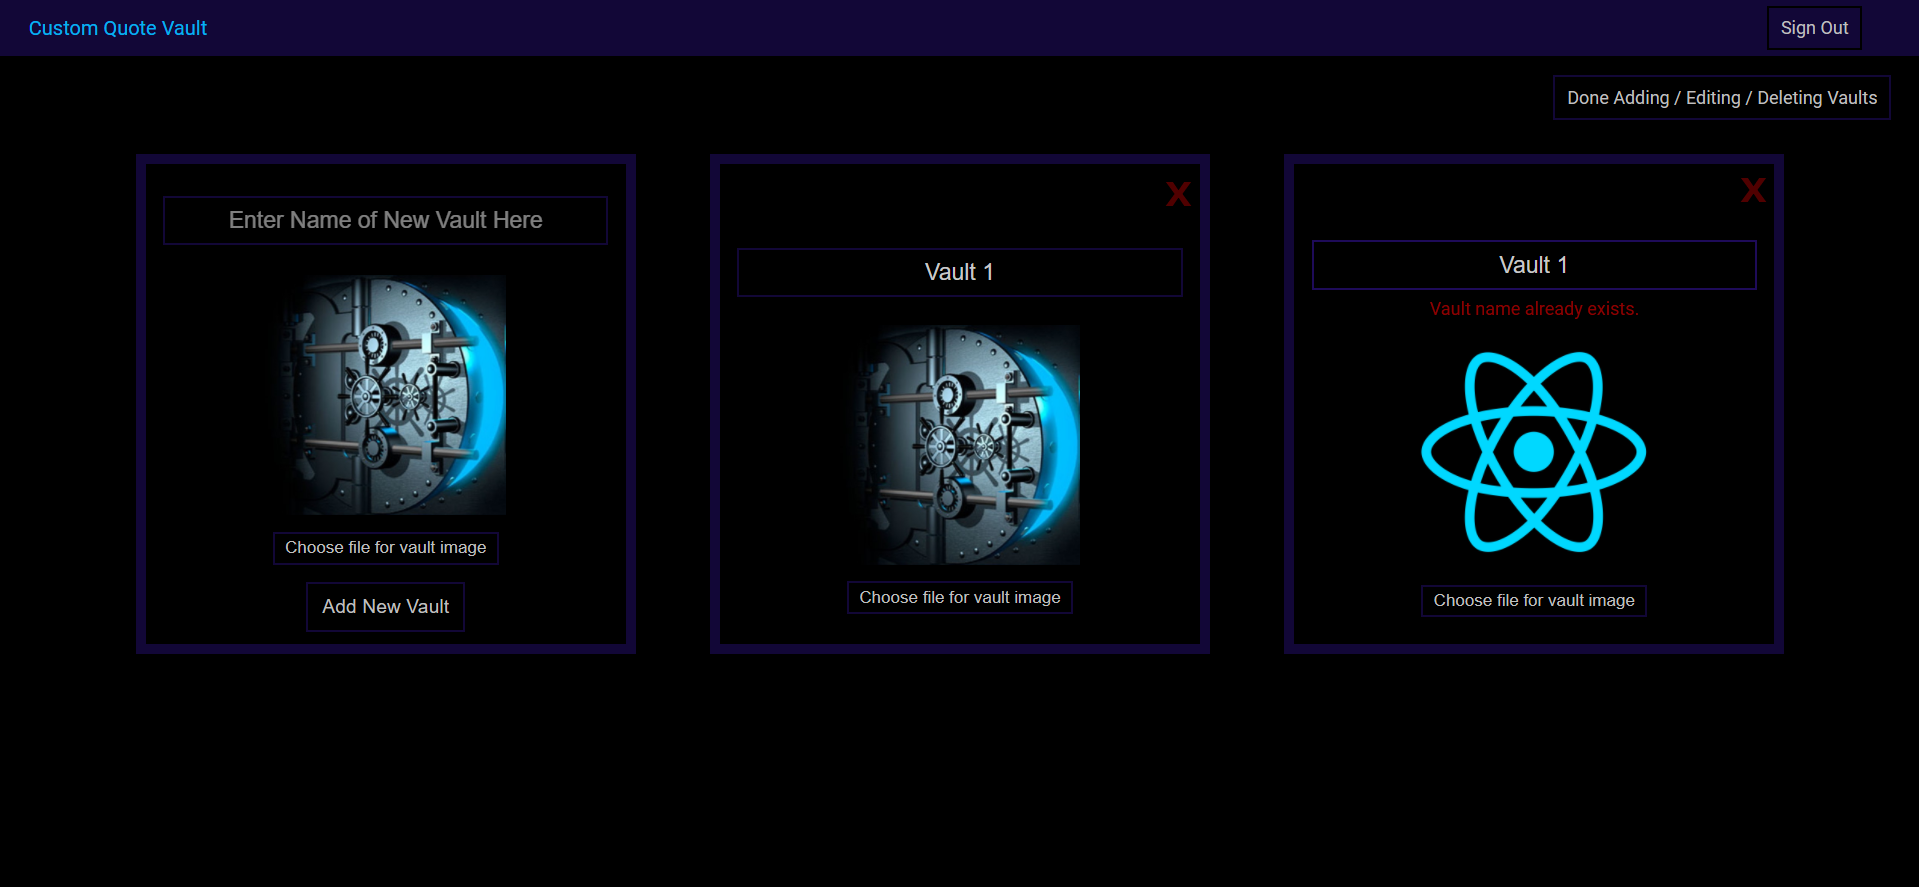 Custom Quote Vault
Sign Out
Done Adding / Editing / Deleting Vaults
Enter Name of New Vault Here
Choose file for vault image
Add New Vault
X
Vault 1
Choose file for vault image
X
Vault 1
Vault name already exists.
Choose file for vault image